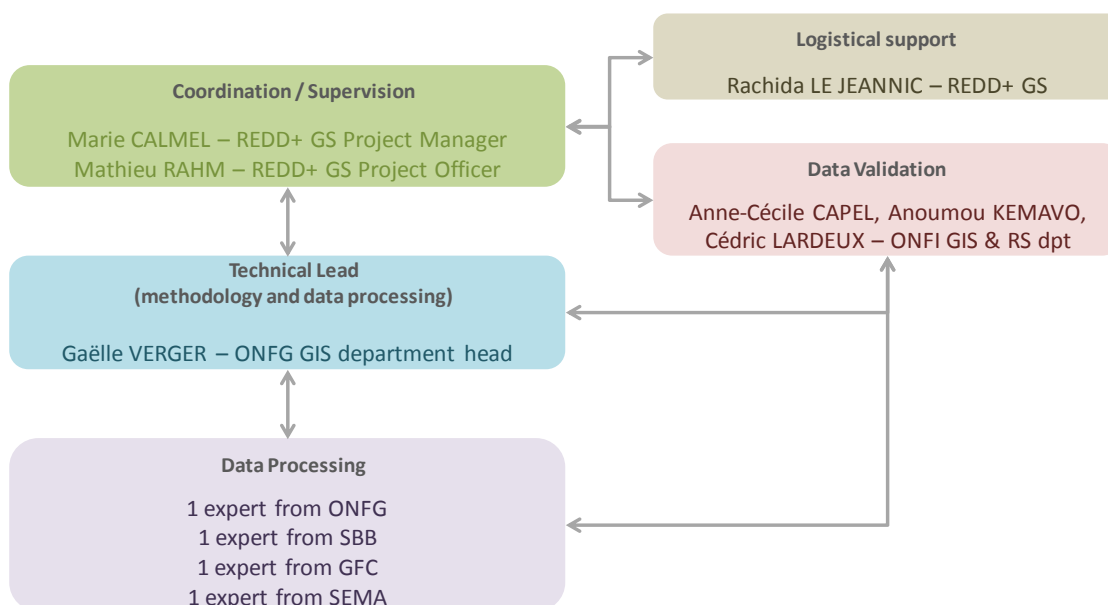 Coordination / Supervision
Marie CALMEL – REDD+ GS Project Manager
Mathieu RAHM – REDD+ GS Project Officer
Logistical support
Rachida LE JEANNIC – REDD+ GS
Data Validation
Anne-Cécile CAPEL, Anoumou KEMAVO,
Cédric LARDEUX – ONFI GIS & RS dpt
Technical Lead
(methodology and data processing)
Gaëlle VERGER – ONFG GIS department head
Data Processing
1 expert from ONFG
1 expert from SBB
1 expert from GFC
1 expert from SEMA